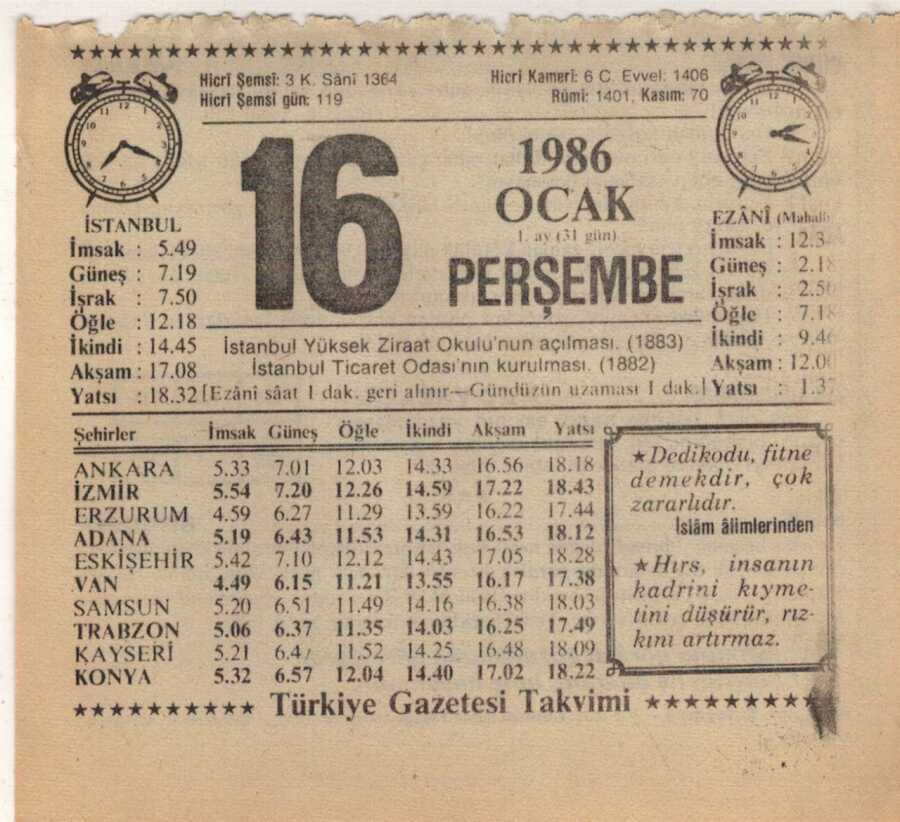 Hicrî Şemsî: 3 K. Sânî 1364
Hicrî Şemsî gün: 119
Hicri Kamerî: 6 C. Evvel: 1406
Rûmî: 1401, Kasım: 70
16
1986
OCAK
1. ay (31 gün)
PERŞEMBE
İSTANBUL
İmsak : 5.49
Güneş : 7.19
İşrak : 7.50
Öğle : 12.18
İkindi : 14.45
Akşam : 17.08
Yatsı : 18.32
EZÂNÎ
İmsak :
Güneş :
İşrak :
Öğle :
İkindi :
Akşam :
Yatsı :
İstanbul Yüksek Ziraat Okulu'nun açılması. (1883)
İstanbul Ticaret Odası'nın kurulması. (1882)
[Ezânî sâat 1 dak. geri alınır—Gündüzün uzaması 1 dak.]
Şehirler İmsak Güneş Öğle İkindi Akşam Yatsı
ANKARA 5.33 7.01 12.03 14.33 16.56 18.18
İZMİR 5.54 7.20 12.26 14.59 17.22 18.43
ERZURUM 4.59 6.27 11.29 13.59 16.22 17.44
ADANA 5.19 6.43 11.53 14.31 16.53 18.12
ESKİŞEHİR 5.42 7.10 12.12 14.43 17.05 18.28
VAN 4.49 6.15 11.21 13.55 16.17 17.38
SAMSUN 5.20 6.51 11.49 14.16 16.38 18.03
TRABZON 5.06 6.37 11.35 14.03 16.25 17.49
KAYSERİ 5.21 11.52 14.25 16.48 18.09
KONYA 5.32 6.57 12.04 14.40 17.02 18.22
★Dedikodu, fitne
demekdir, çok
zararlıdır.
İslâm âlimlerinden
★Hırs, insanın
kadrini kıyme-
tini düşürür, rız-
kını artırmaz.
★★★★★★★★★★ Türkiye Gazetesi Takvimi ★★★★★★★★★★